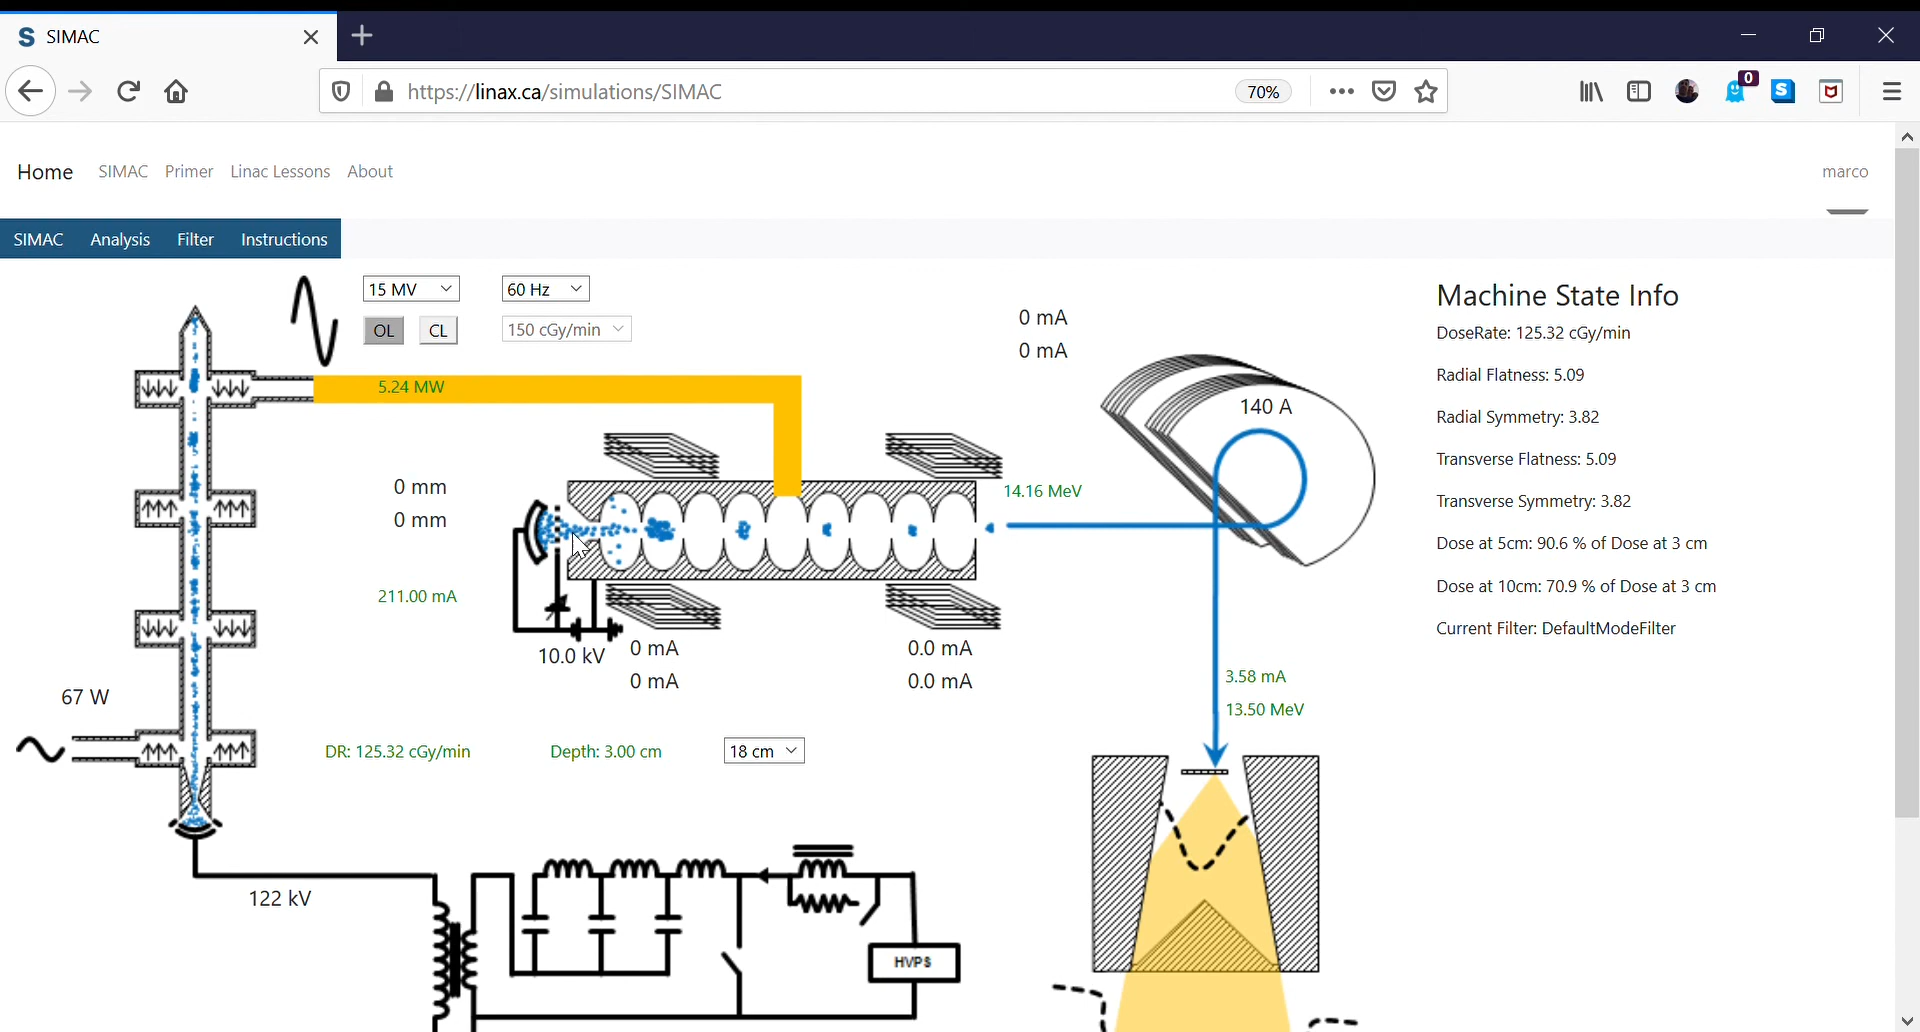 SIMAC
https://linax.ca/simulations/SIMAC
70%
0
Home
SIMAC
Primer
Linac Lessons
About
marco
SIMAC
Analysis
Filter
Instructions
15 MV
60 Hz
OL
CL
150 cGy/min
0 mA
0 mA
Machine State Info
DoseRate: 125.32 cGy/min
Radial Flatness: 5.09
Radial Symmetry: 3.82
Transverse Flatness: 5.09
Transverse Symmetry: 3.82
Dose at 5cm: 90.6 % of Dose at 3 cm
Dose at 10cm: 70.9 % of Dose at 3 cm
Current Filter: DefaultModeFilter
5.24 MW
140 A
0 mm
0 mm
14.16 MeV
211.00 mA
10.0 kV
0 mA
0 mA
0.0 mA
0.0 mA
3.58 mA
13.50 MeV
67 W
DR: 125.32 cGy/min
Depth: 3.00 cm
18 cm
122 kV
HVPS